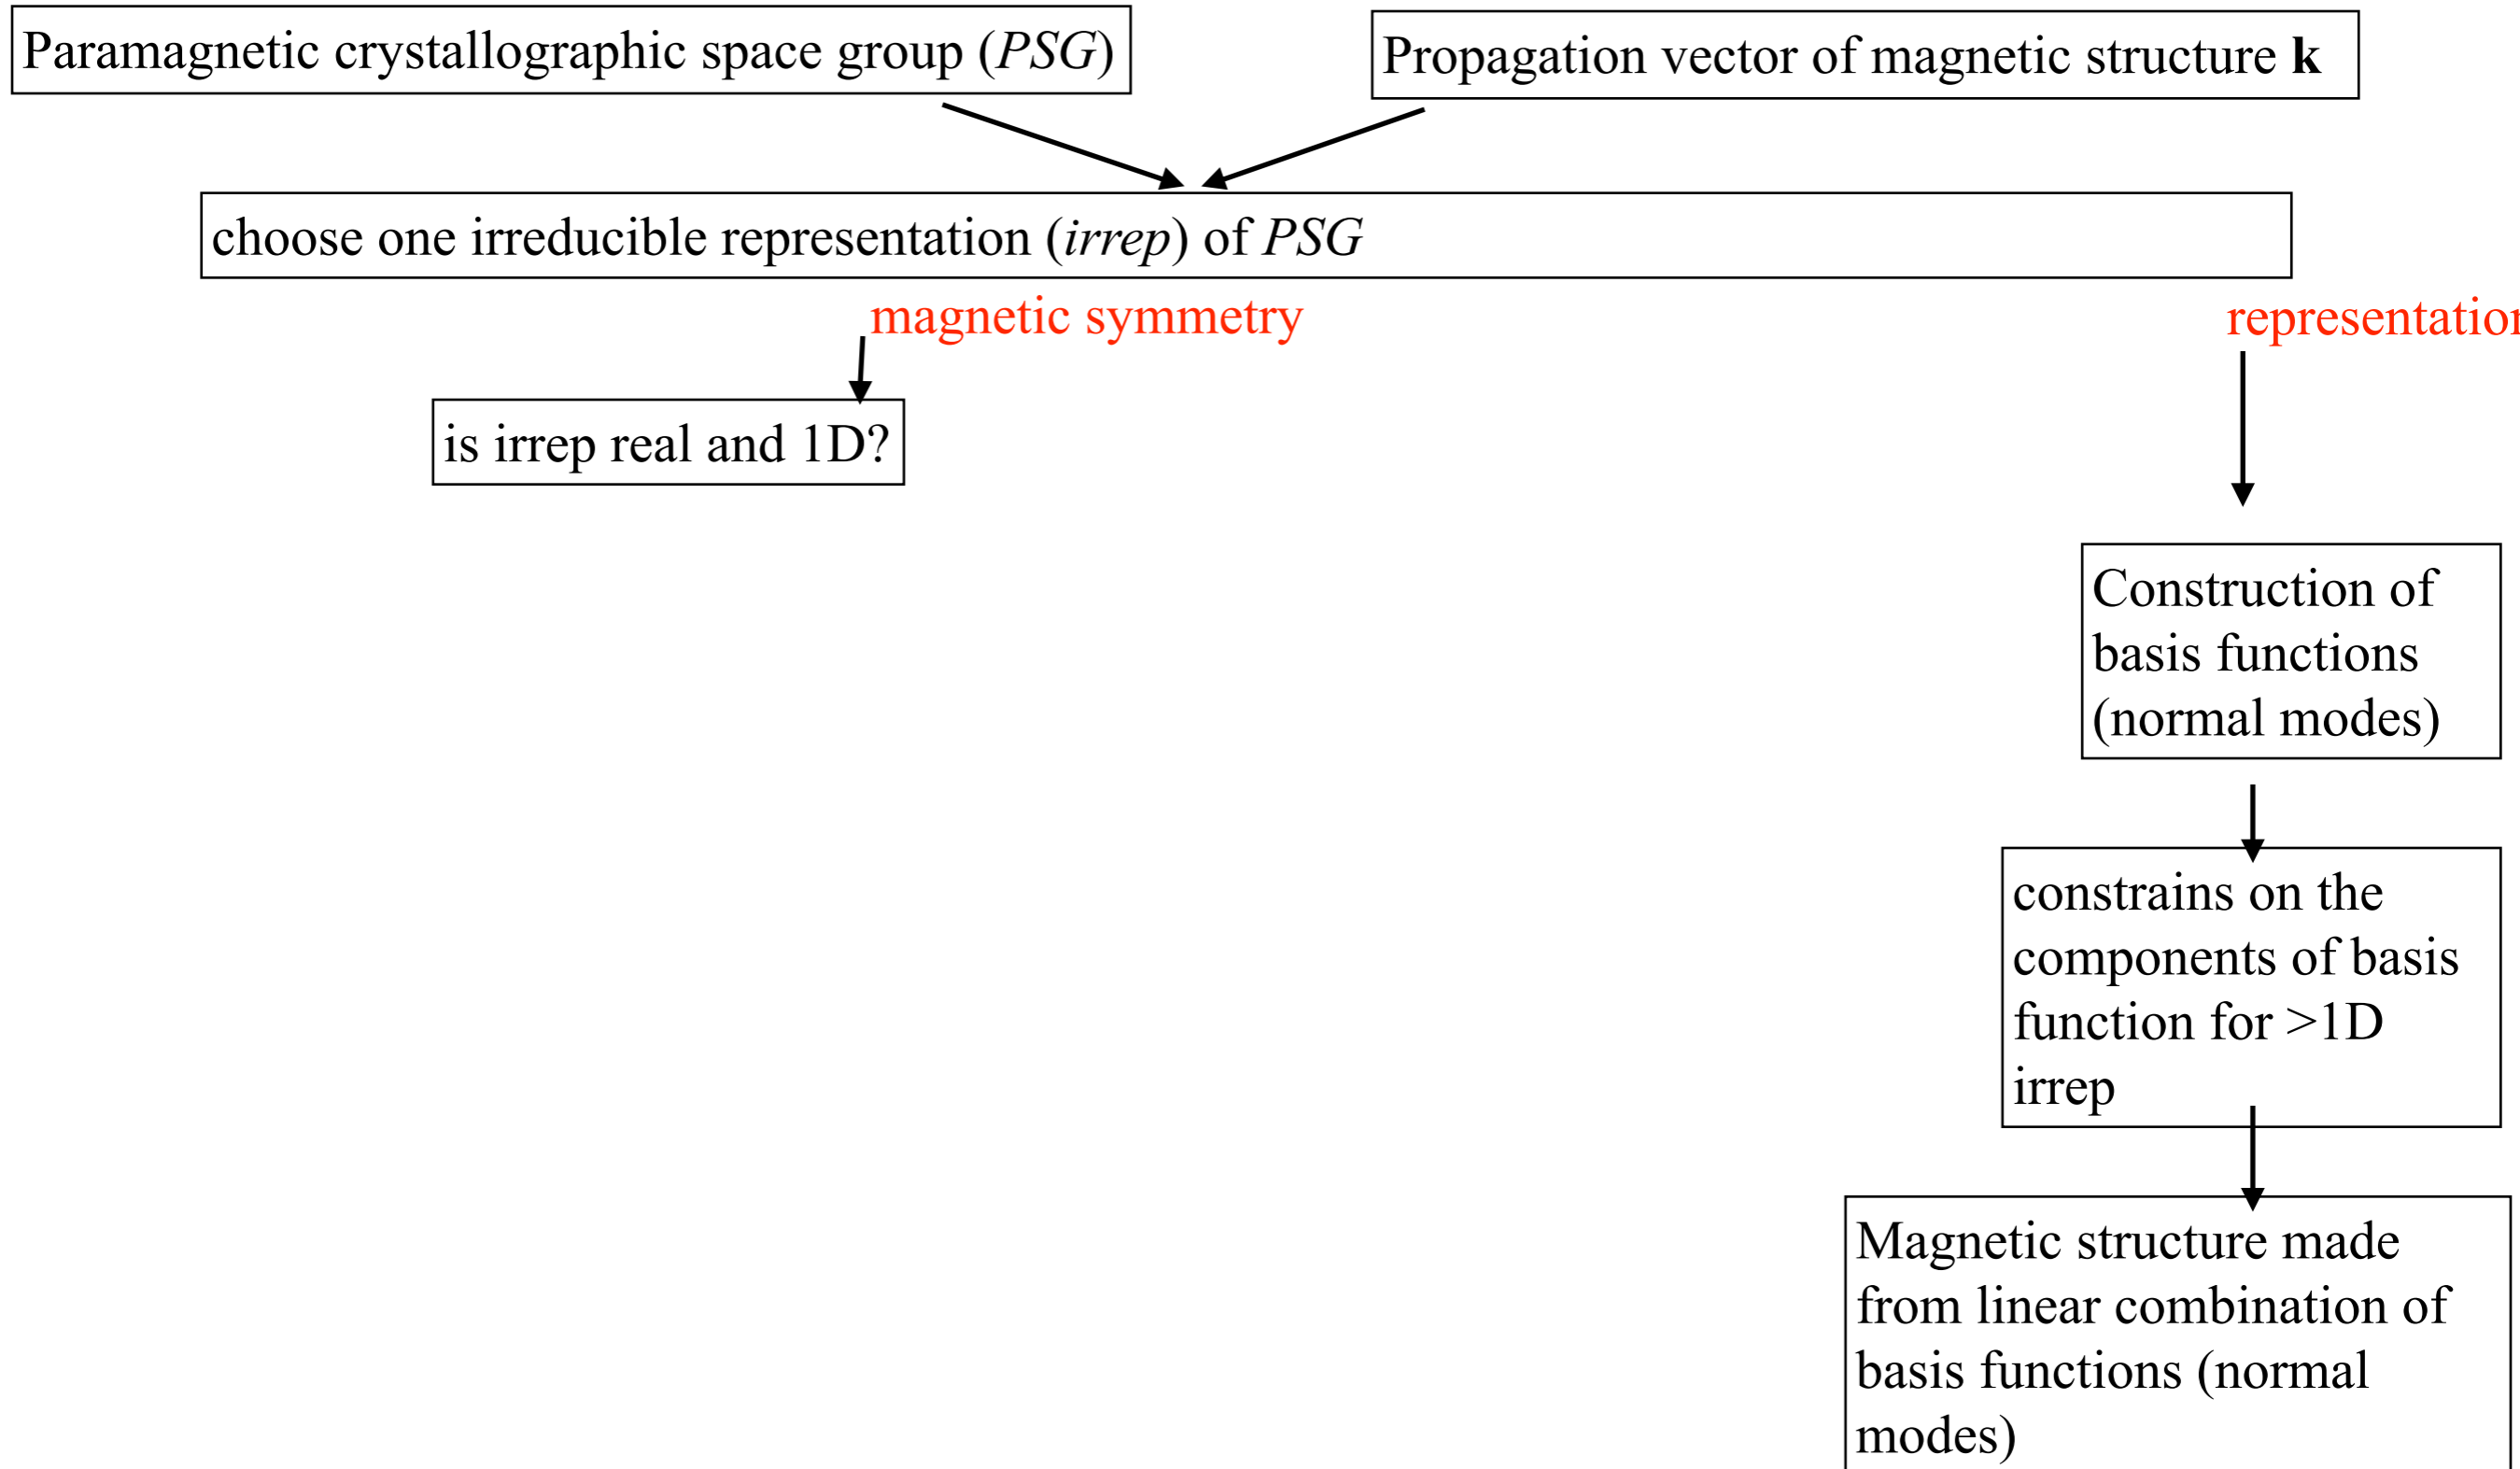 Paramagnetic crystallographic space group (PSG)
Propagation vector of magnetic structure k
choose one irreducible representation (irrep) of PSG
magnetic symmetry
representation
is irrep real and 1D?
Construction of
basis functions
(normal modes)
constrains on the
components of basis
function for >1D
irrep
Magnetic structure made
from linear combination of
basis functions (normal
modes)